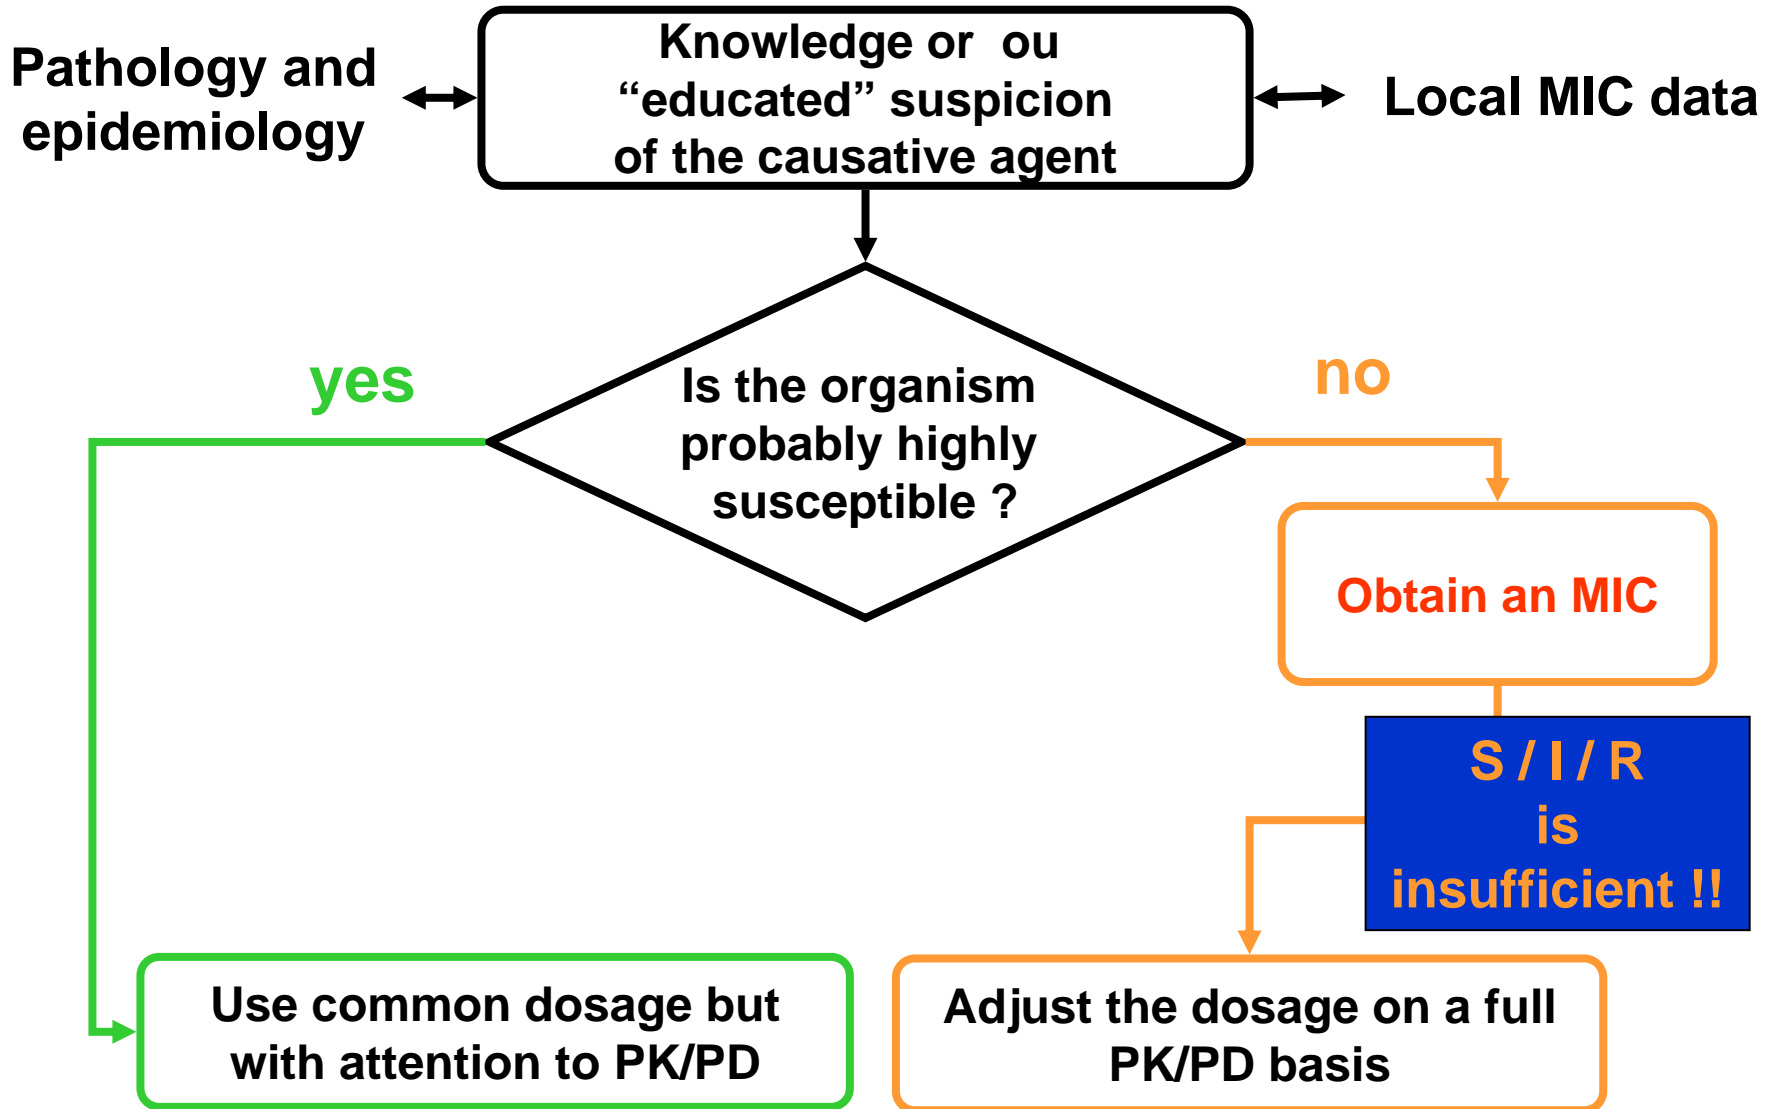 Pathology and
epidemiology
Knowledge or  ou
“educated” suspicion
of the causative agent
Local MIC data
yes
Is the organism
probably highly
susceptible ?
no
Obtain an MIC
S / I / R
is
insufficient !!
Use common dosage but
with attention to PK/PD
Adjust the dosage on a full
PK/PD basis